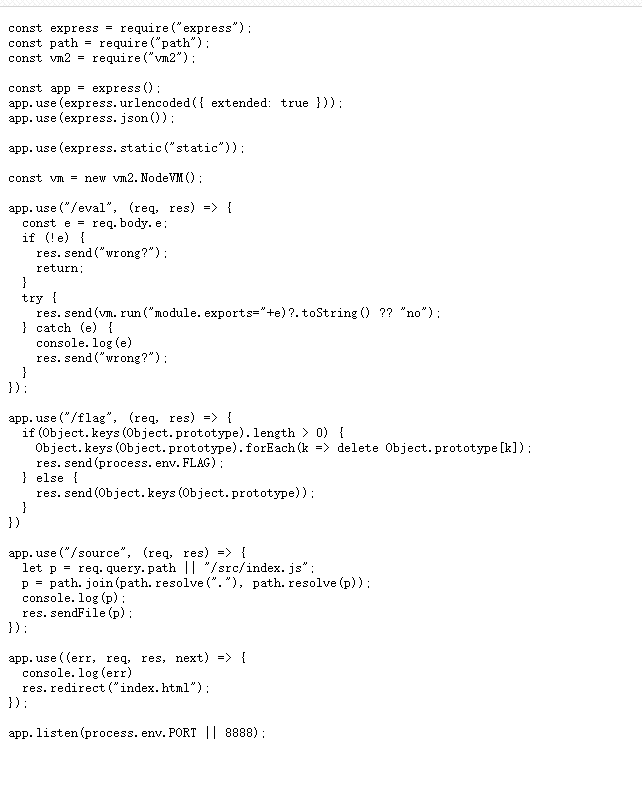 const express = require("express");
const path = require("path");
const vm2 = require("vm2");

const app = express();
app.use(express.urlencoded({ extended: true }));
app.use(express.json());

app.use(express.static("static"));

const vm = new vm2.NodeVM();

app.use("/eval", (req, res) => {
  const e = req.body.e;
  if (!e) {
    res.send("wrong?");
    return;
  }
  try {
    res.send(vm.run("module.exports="+e)?.toString() ?? "no");
  } catch (e) {
    console.log(e)
    res.send("wrong?");
  }
});

app.use("/flag", (req, res) => {
  if(Object.keys(Object.prototype).length > 0) {
    Object.keys(Object.prototype).forEach(k => delete Object.prototype[k]);
    res.send(process.env.FLAG);
  } else {
    res.send(Object.keys(Object.prototype));
  }
})

app.use("/source", (req, res) => {
  let p = req.query.path || "/src/index.js";
  p = path.join(path.resolve("."), path.resolve(p));
  console.log(p);
  res.sendFile(p);
});

app.use((err, req, res, next) => {
  console.log(err)
  res.redirect("index.html");
});

app.listen(process.env.PORT || 8888);